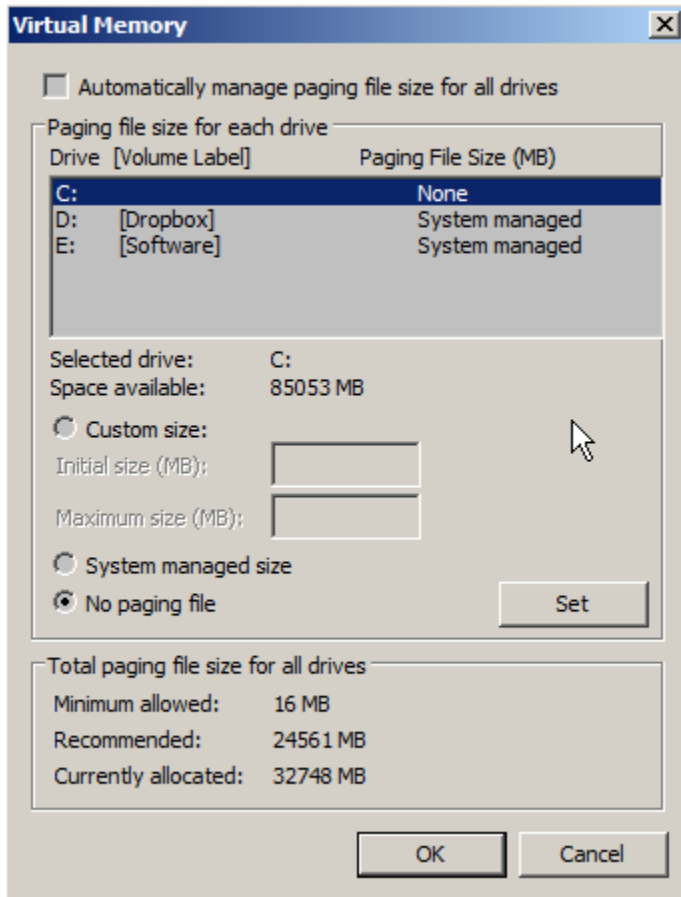 Virtual Memory
Automatically manage paging file size for all drives
Paging file size for each drive
Drive [Volume Label] Paging File Size (MB)
C: None
D: [Dropbox] System managed
E: [Software] System managed
Selected drive: C:
Space available: 85053 MB
Custom size:
Initial size (MB):
Maximum size (MB):
System managed size
No paging file Set
Total paging file size for all drives
Minimum allowed: 16 MB
Recommended: 24561 MB
Currently allocated: 32748 MB
OK Cancel